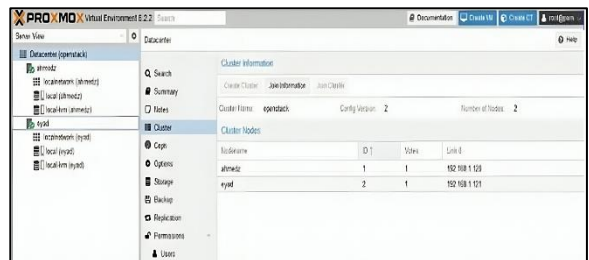 PROXMOX Virtual Environment 8.2.2 Search
Documentation Create VM Create CT root@pam
Server View
Datacenter
Help
Datacenter (openstack)
ahmedz
localnetwork (ahmedz)
local (ahmedz)
local-lvm (ahmedz)
eyad
localnetwork (eyad)
local (eyad)
local-lvm (eyad)
Search
Summary
Notes
Cluster
Ceph
Options
Storage
Backup
Replication
Permissions
Users
Cluster Information
Create Cluster Join Information Join Cluster
Cluster Name: openstack Config Version: 2 Number of Nodes: 2
Cluster Nodes
Nodename ID ↑ Votes Link 0
ahmedz 1 1 192.168.1.120
eyad 2 1 192.168.1.121